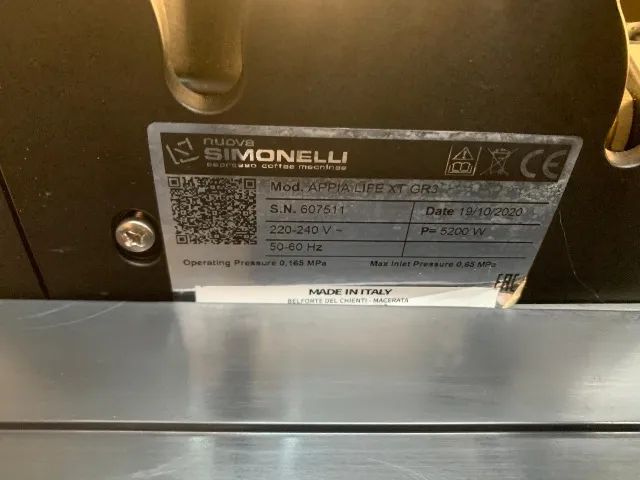 nuova
SIMONELLI
espresso coffee machines
CE
Mod. APPIA LIFE XT GR3
S.N. 607511 Date 19/10/2020
220-240 V ~ P= 5200 W
50-60 Hz
Operating Pressure 0,165 MPa Max Inlet Pressure 0,65 MPa
EAC
MADE IN ITALY
BELFORTE DEL CHIENTI - MACERATA